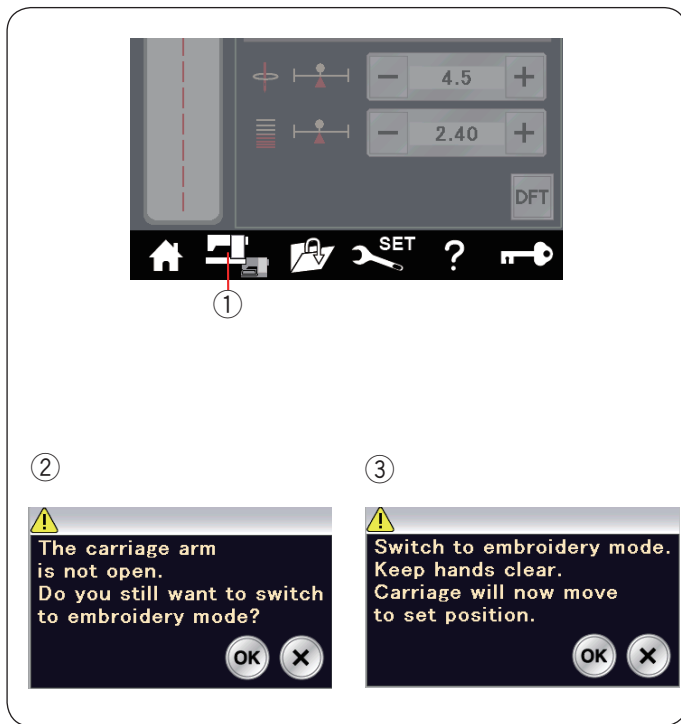 4.5
2.40
DFT
SET ?
①
② ③
The carriage arm
is not open.
Do you still want to switch
to embroidery mode?
OK
Switch to embroidery mode.
Keep hands clear.
Carriage will now move
to set position.
OK